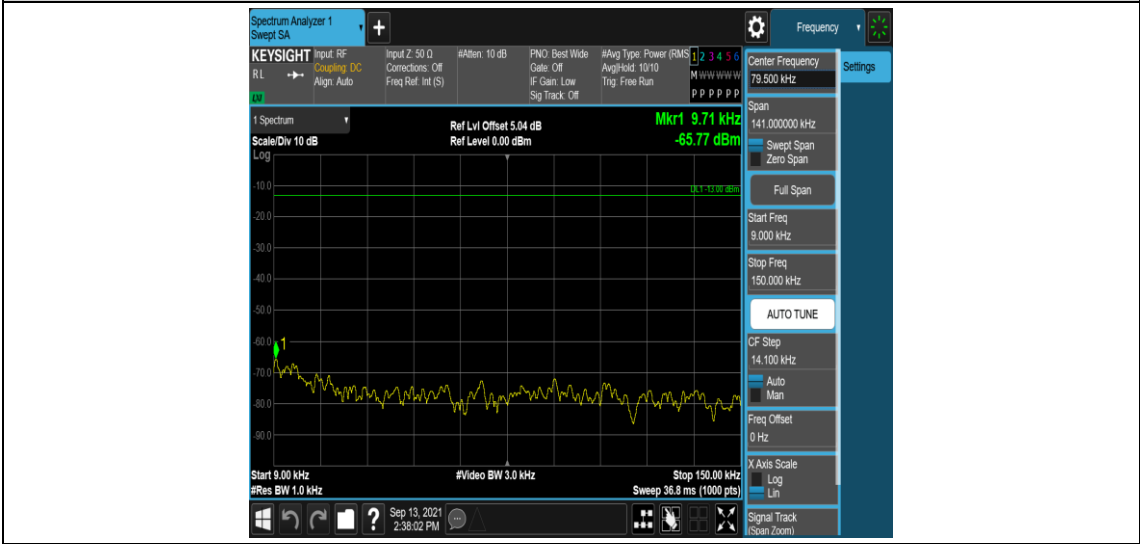 Spectrum Analyzer 1
Swept SA
+
Frequency
KEYSIGHT
RL
LM
Input: RF
Coupling: DC
Align: Auto
Input Z: 50 Ω
Corrections: Off
Freq Ref: Int (S)
#Atten: 10 dB
PNO: Best Wide
Gate: Off
IF Gain: Low
Sig Track: Off
#Avg Type: Power (RMS
Avg|Hold: 10/10
Trig: Free Run
1 2 3 4 5 6
M W W W W W
P P P P P P
1 Spectrum
Scale/Div 10 dB
Log
Ref Lvl Offset 5.04 dB
Ref Level 0.00 dBm
Mkr1 9.71 kHz
-65.77 dBm
DL1 -13.00 dBm
-10.0
-20.0
-30.0
-40.0
-50.0
-60.0
-70.0
-80.0
-90.0
1
Start 9.00 kHz
#Res BW 1.0 kHz
#Video BW 3.0 kHz
Stop 150.00 kHz
Sweep 36.8 ms (1000 pts)
?
Sep 13, 2021
2:38:02 PM
Center Frequency
79.500 kHz
Settings
Span
141.000000 kHz
Swept Span
Zero Span
Full Span
Start Freq
9.000 kHz
Stop Freq
150.000 kHz
AUTO TUNE
CF Step
14.100 kHz
Auto
Man
Freq Offset
0 Hz
X Axis Scale
Log
Lin
Signal Track
(Span Zoom)